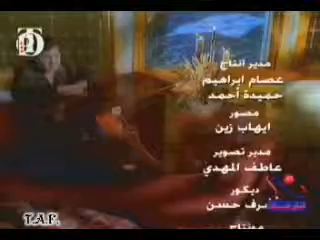 مدير انتاج
عصام ابراهيم
حميدة أحمد
مصور
ايهاب زين
مدير تصوير
عاطف المهدي
ديكور
حسن
T.A.F.